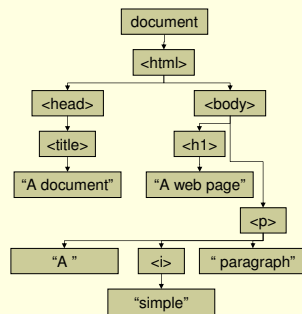 document
<html>
<head> <body>
<title> <h1>
“A document” “A web page”
<p>
“A ” <i> “ paragraph”
“simple”